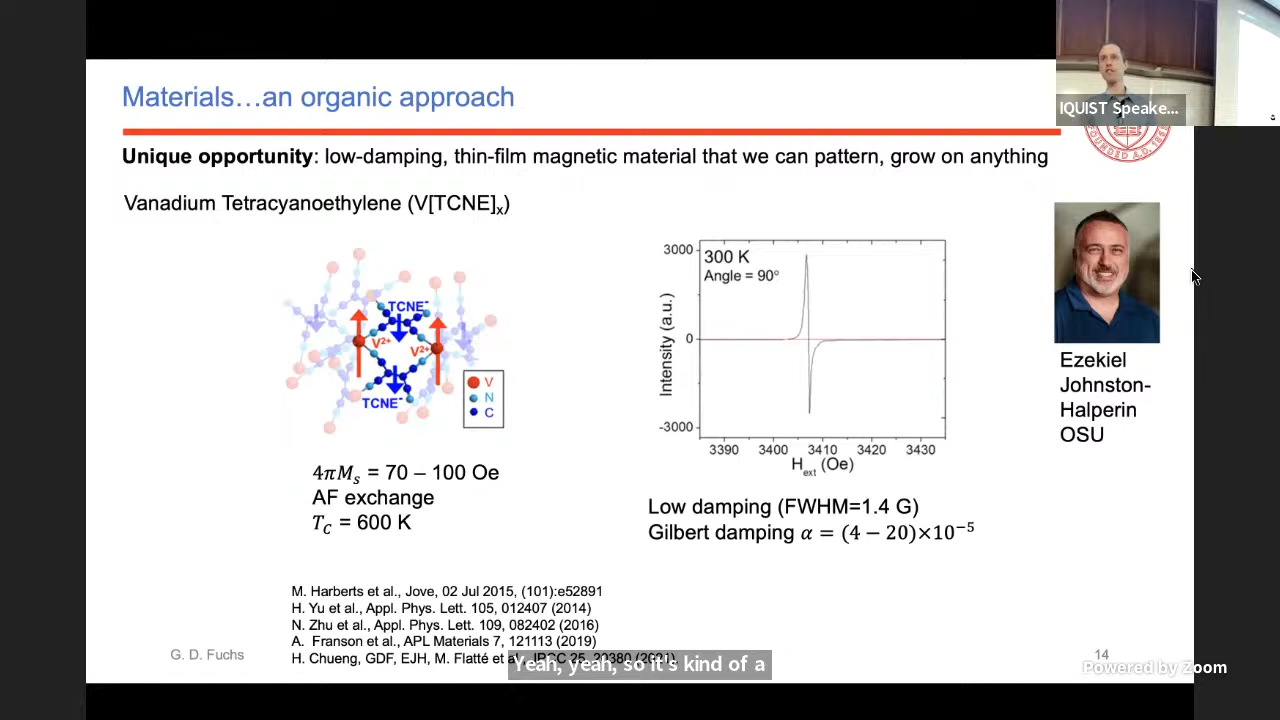 IQUIST Speake...
Materials...an organic approach
FOUNDED A.D.
Unique opportunity: low-damping, thin-film magnetic material that we can pattern, grow on anything
Vanadium Tetracyanoethylene (V[TCNE]ₓ)
TCNE⁻
V²⁺
V²⁺
TCNE⁻
V
N
C
4πMₛ = 70 – 100 Oe
AF exchange
T_C = 600 K
300 K
Angle = 90°
Intensity (a.u.)
3000
0
-3000
3390 3400 3410 3420 3430
H_ext (Oe)
Low damping (FWHM=1.4 G)
Gilbert damping α = (4 − 20)×10⁻⁵
Ezekiel
Johnston-
Halperin
OSU
M. Harberts et al., Jove, 02 Jul 2015, (101):e52891
H. Yu et al., Appl. Phys. Lett. 105, 012407 (2014)
N. Zhu et al., Appl. Phys. Lett. 109, 082402 (2016)
A. Franson et al., APL Materials 7, 121113 (2019)
H. Chueng, GDF, EJH, M. Flatté et
G. D. Fuchs
Yeah, yeah, so it's kind of a
14
Powered by Zoom